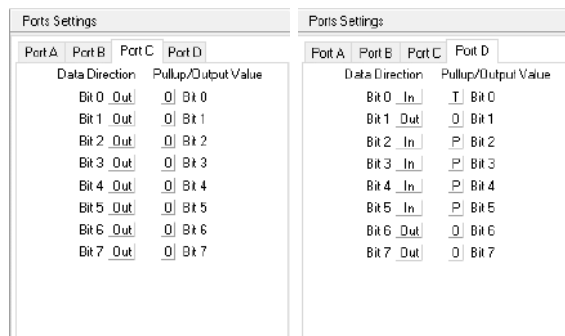 Ports Settings
Port A Port B Port C Port D
Data Direction Pullup/Output Value
Bit 0 Out 0 Bit 0
Bit 1 Out 0 Bit 1
Bit 2 Out 0 Bit 2
Bit 3 Out 0 Bit 3
Bit 4 Out 0 Bit 4
Bit 5 Out 0 Bit 5
Bit 6 Out 0 Bit 6
Bit 7 Out 0 Bit 7
Ports Settings
Port A Port B Port C Port D
Data Direction Pullup/Output Value
Bit 0 In T Bit 0
Bit 1 Out 0 Bit 1
Bit 2 In P Bit 2
Bit 3 In P Bit 3
Bit 4 In P Bit 4
Bit 5 In P Bit 5
Bit 6 Out 0 Bit 6
Bit 7 Out 0 Bit 7